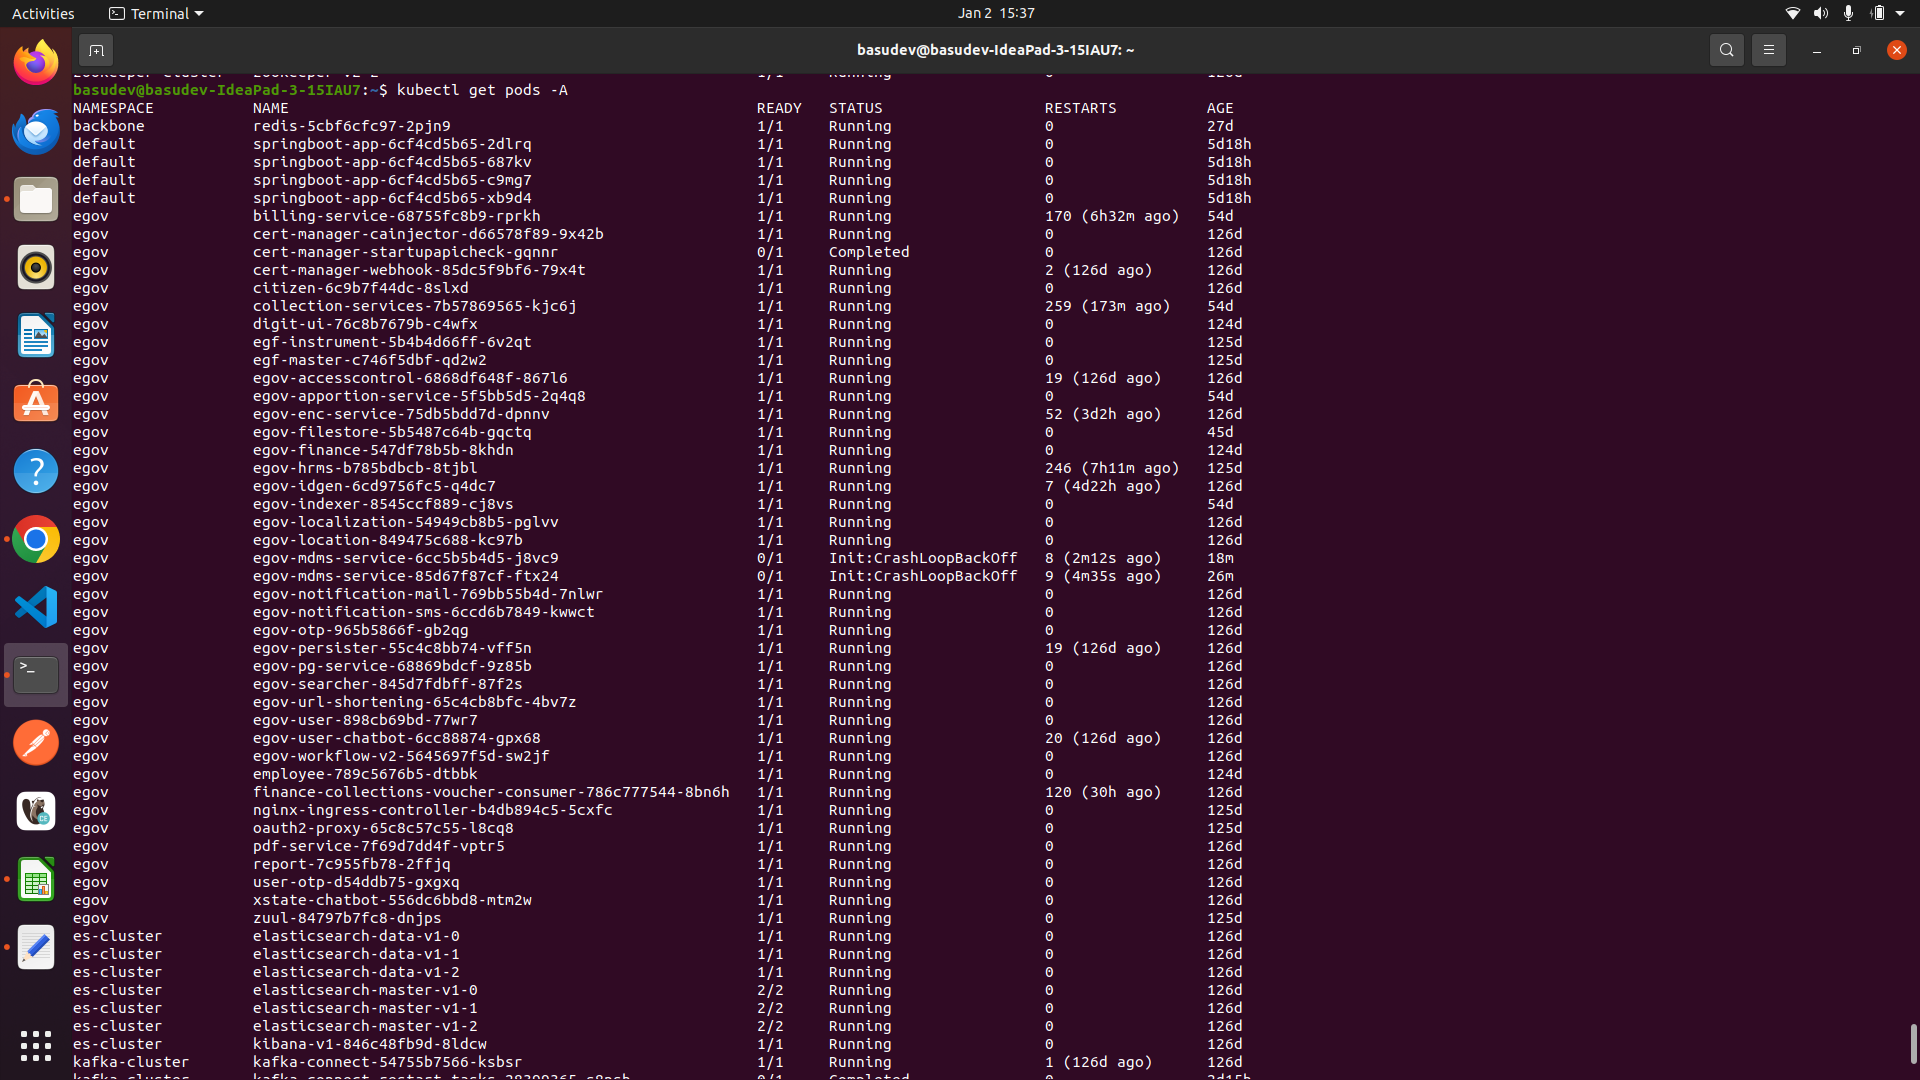 Activities Terminal Jan 2 15:37
basudev@basudev-IdeaPad-3-15IAU7: ~
basudev@basudev-IdeaPad-3-15IAU7:~$ kubectl get pods -A
NAMESPACE NAME READY STATUS RESTARTS AGE
backbone redis-5cbf6cfc97-2pjn9 1/1 Running 0 27d
default springboot-app-6cf4cd5b65-2dlrq 1/1 Running 0 5d18h
default springboot-app-6cf4cd5b65-687kv 1/1 Running 0 5d18h
default springboot-app-6cf4cd5b65-c9mg7 1/1 Running 0 5d18h
default springboot-app-6cf4cd5b65-xb9d4 1/1 Running 0 5d18h
egov billing-service-68755fc8b9-rprkh 1/1 Running 170 (6h32m ago) 54d
egov cert-manager-cainjector-d66578f89-9x42b 1/1 Running 0 126d
egov cert-manager-startupapicheck-gqnnr 0/1 Completed 0 126d
egov cert-manager-webhook-85dc5f9bf6-79x4t 1/1 Running 2 (126d ago) 126d
egov citizen-6c9b7f44dc-8slxd 1/1 Running 0 126d
egov collection-services-7b57869565-kjc6j 1/1 Running 259 (173m ago) 54d
egov digit-ui-76c8b7679b-c4wfx 1/1 Running 0 124d
egov egf-instrument-5b4b4d66ff-6v2qt 1/1 Running 0 125d
egov egf-master-c746f5dbf-qd2w2 1/1 Running 0 125d
egov egov-accesscontrol-6868df648f-867l6 1/1 Running 19 (126d ago) 126d
egov egov-apportion-service-5f5bb5d5-2q4q8 1/1 Running 0 54d
egov egov-enc-service-75db5bdd7d-dpnnv 1/1 Running 52 (3d2h ago) 126d
egov egov-filestore-5b5487c64b-gqctq 1/1 Running 0 45d
egov egov-finance-547df78b5b-8khdn 1/1 Running 0 124d
egov egov-hrms-b785bdbcb-8tjbl 1/1 Running 246 (7h11m ago) 125d
egov egov-idgen-6cd9756fc5-q4dc7 1/1 Running 7 (4d22h ago) 126d
egov egov-indexer-8545ccf889-cj8vs 1/1 Running 0 54d
egov egov-localization-54949cb8b5-pglvv 1/1 Running 0 126d
egov egov-location-849475c688-kc97b 1/1 Running 0 126d
egov egov-mdms-service-6cc5b5b4d5-j8vc9 0/1 Init:CrashLoopBackOff 8 (2m12s ago) 18m
egov egov-mdms-service-85d67f87cf-ftx24 0/1 Init:CrashLoopBackOff 9 (4m35s ago) 26m
egov egov-notification-mail-769bb55b4d-7nlwr 1/1 Running 0 126d
egov egov-notification-sms-6ccd6b7849-kwwct 1/1 Running 0 126d
egov egov-otp-965b5866f-gb2qg 1/1 Running 0 126d
egov egov-persister-55c4c8bb74-vff5n 1/1 Running 19 (126d ago) 126d
egov egov-pg-service-68869bdcf-9z85b 1/1 Running 0 126d
egov egov-searcher-845d7fdbff-87f2s 1/1 Running 0 126d
egov egov-url-shortening-65c4cb8bfc-4bv7z 1/1 Running 0 126d
egov egov-user-898cb69bd-77wr7 1/1 Running 0 126d
egov egov-user-chatbot-6cc88874-gpx68 1/1 Running 20 (126d ago) 126d
egov egov-workflow-v2-5645697f5d-sw2jf 1/1 Running 0 126d
egov employee-789c5676b5-dtbbk 1/1 Running 0 124d
egov finance-collections-voucher-consumer-786c777544-8bn6h 1/1 Running 120 (30h ago) 126d
egov nginx-ingress-controller-b4db894c5-5cxfc 1/1 Running 0 125d
egov oauth2-proxy-65c8c57c55-l8cq8 1/1 Running 0 125d
egov pdf-service-7f69d7dd4f-vptr5 1/1 Running 0 126d
egov report-7c955fb78-2ffjq 1/1 Running 0 126d
egov user-otp-d54ddb75-gxgxq 1/1 Running 0 126d
egov xstate-chatbot-556dc6bbd8-mtm2w 1/1 Running 0 126d
egov zuul-84797b7fc8-dnjps 1/1 Running 0 125d
es-cluster elasticsearch-data-v1-0 1/1 Running 0 126d
es-cluster elasticsearch-data-v1-1 1/1 Running 0 126d
es-cluster elasticsearch-data-v1-2 1/1 Running 0 126d
es-cluster elasticsearch-master-v1-0 2/2 Running 0 126d
es-cluster elasticsearch-master-v1-1 2/2 Running 0 126d
es-cluster elasticsearch-master-v1-2 2/2 Running 0 126d
es-cluster kibana-v1-846c48fb9d-8ldcw 1/1 Running 0 126d
kafka-cluster kafka-connect-54755b7566-ksbsr 1/1 Running 1 (126d ago) 126d